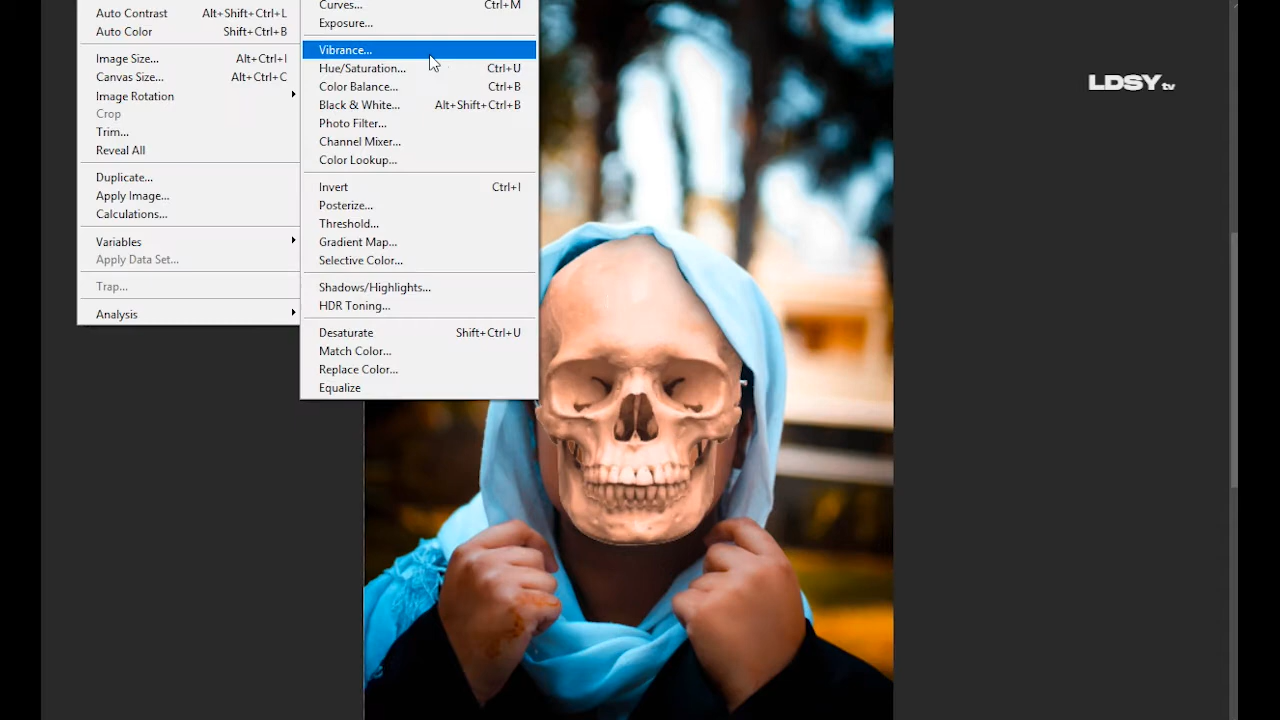 Auto Contrast Alt+Shift+Ctrl+L
Auto Color Shift+Ctrl+B
Image Size... Alt+Ctrl+I
Canvas Size... Alt+Ctrl+C
Image Rotation
Crop
Trim...
Reveal All
Duplicate...
Apply Image...
Calculations...
Variables
Apply Data Set...
Trap...
Analysis
Curves... Ctrl+M
Exposure...
Vibrance...
Hue/Saturation... Ctrl+U
Color Balance... Ctrl+B
Black & White... Alt+Shift+Ctrl+B
Photo Filter...
Channel Mixer...
Color Lookup...
Invert Ctrl+I
Posterize...
Threshold...
Gradient Map...
Selective Color...
Shadows/Highlights...
HDR Toning...
Desaturate Shift+Ctrl+U
Match Color...
Replace Color...
Equalize
LDSY tv